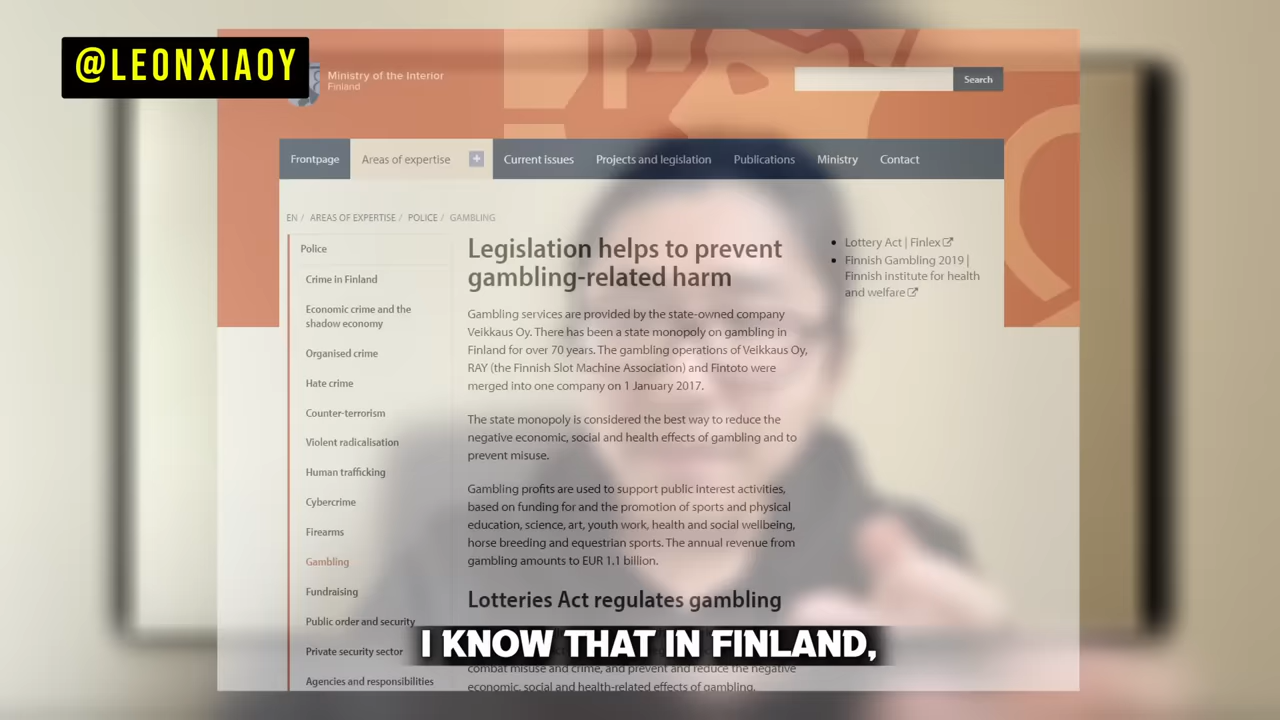 @LEONXIAOY
Ministry of the Interior
Finland
Search
Frontpage
Areas of expertise
+
Current issues
Projects and legislation
Publications
Ministry
Contact
EN / AREAS OF EXPERTISE / POLICE / GAMBLING
Police
Crime in Finland
Economic crime and the
shadow economy
Organised crime
Hate crime
Counter-terrorism
Violent radicalisation
Human trafficking
Cybercrime
Firearms
Gambling
Fundraising
Public order and security
Private security sector
Agencies and responsibilities
Legislation helps to prevent
gambling-related harm
Gambling services are provided by the state-owned company
Veikkaus Oy. There has been a state monopoly on gambling in
Finland for over 70 years. The gambling operations of Veikkaus Oy,
RAY (the Finnish Slot Machine Association) and Fintoto were
merged into one company on 1 January 2017.
The state monopoly is considered the best way to reduce the
negative economic, social and health effects of gambling and to
prevent misuse.
Gambling profits are used to support public interest activities,
based on funding for and the promotion of sports and physical
education, science, art, youth work, health and social wellbeing,
horse breeding and equestrian sports. The annual revenue from
gambling amounts to EUR 1.1 billion.
Lotteries Act regulates gambling
combat misuse and crime, and prevent and reduce the negative
economic, social and health-related effects of gambling.
Lottery Act | Finlex
Finnish Gambling 2019 |
Finnish institute for health
and welfare
I KNOW THAT IN FINLAND,